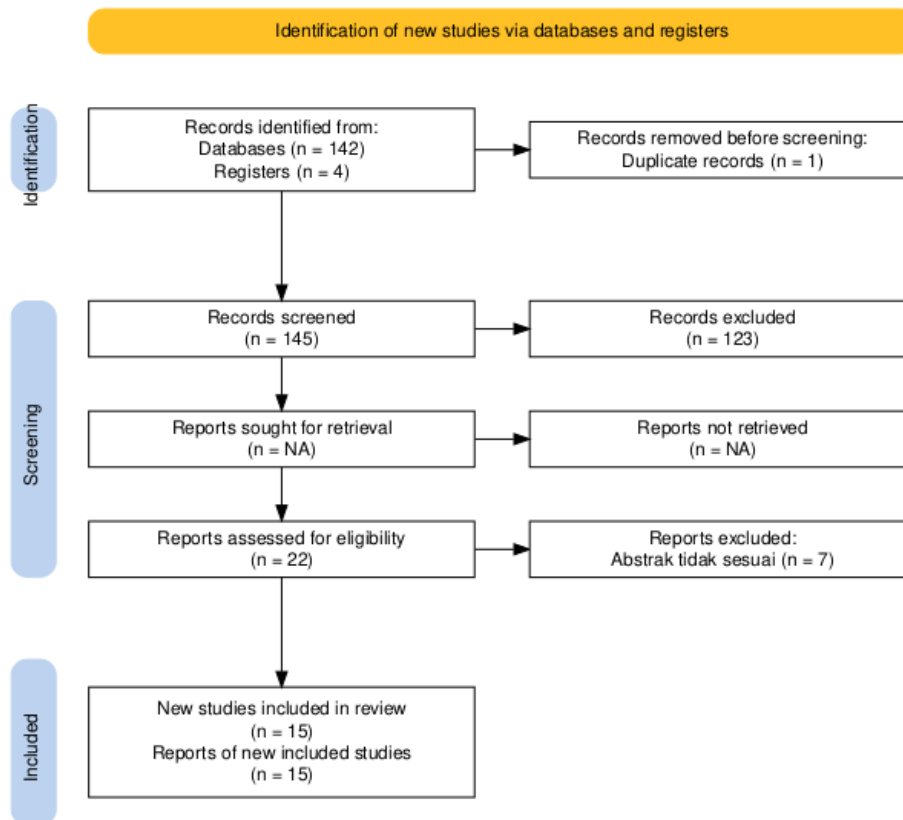 Identification of new studies via databases and registers
Identification
Records identified from:
Databases (n = 142)
Registers (n = 4)
Records removed before screening:
Duplicate records (n = 1)
Screening
Records screened
(n = 145)
Records excluded
(n = 123)
Reports sought for retrieval
(n = NA)
Reports not retrieved
(n = NA)
Reports assessed for eligibility
(n = 22)
Reports excluded:
Abstrak tidak sesuai (n = 7)
Included
New studies included in review
(n = 15)
Reports of new included studies
(n = 15)